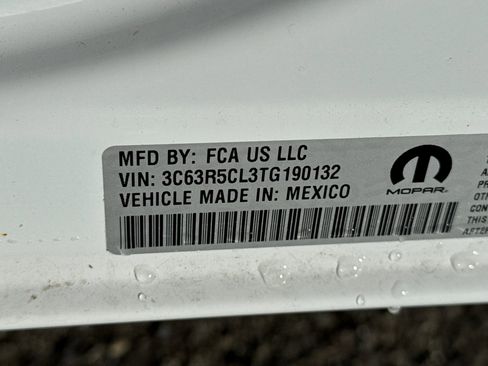 MFD BY: FCA US LLC
VIN: 3C63R5CL3TG190132
VEHICLE MADE IN: MEXICO
MOPAR